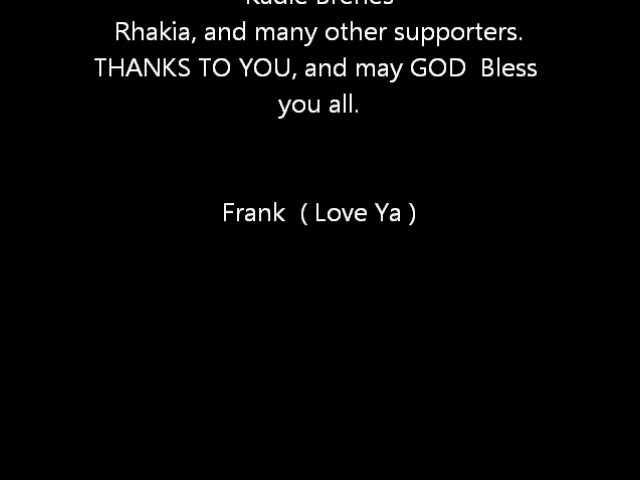 Rhakia, and many other supporters.
THANKS TO YOU, and may GOD  Bless
you all.
Frank  ( Love Ya )